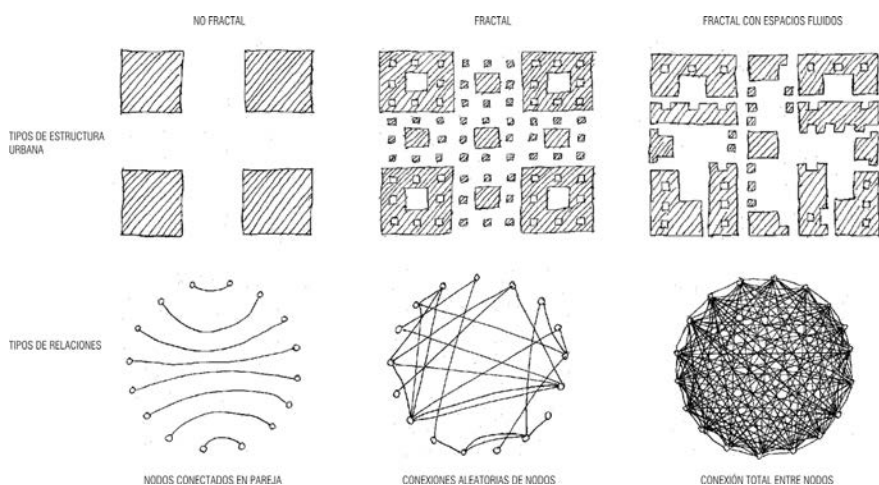 NO FRACTAL
FRACTAL
FRACTAL CON ESPACIOS FLUIDOS
TIPOS DE ESTRUCTURA
URBANA
TIPOS DE RELACIONES
NODOS CONECTADOS EN PAREJA
CONEXIONES ALEATORIAS DE NODOS
CONEXIÓN TOTAL ENTRE NODOS